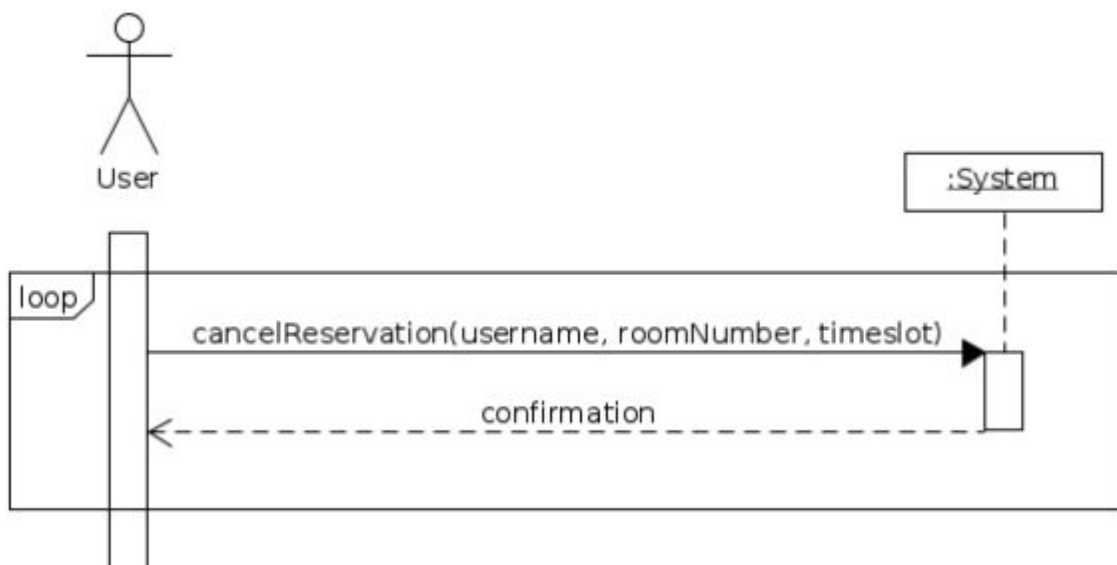 User
:System
loop
cancelReservation(username, roomNumber, timeslot)
confirmation